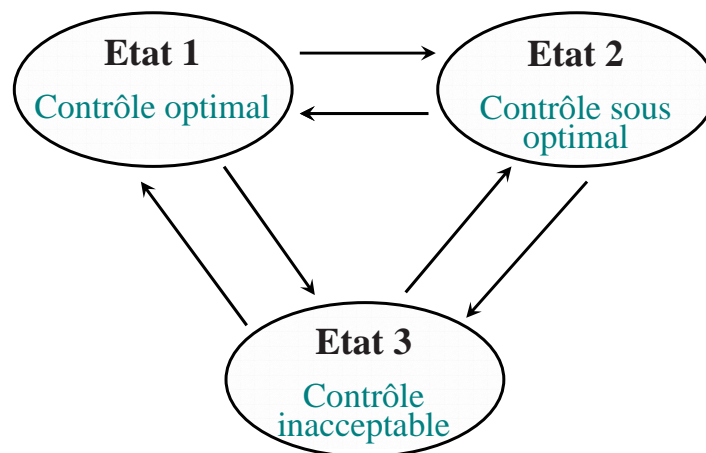 Etat 1
Contrôle optimal
Etat 2
Contrôle sous
optimal
Etat 3
Contrôle
inacceptable